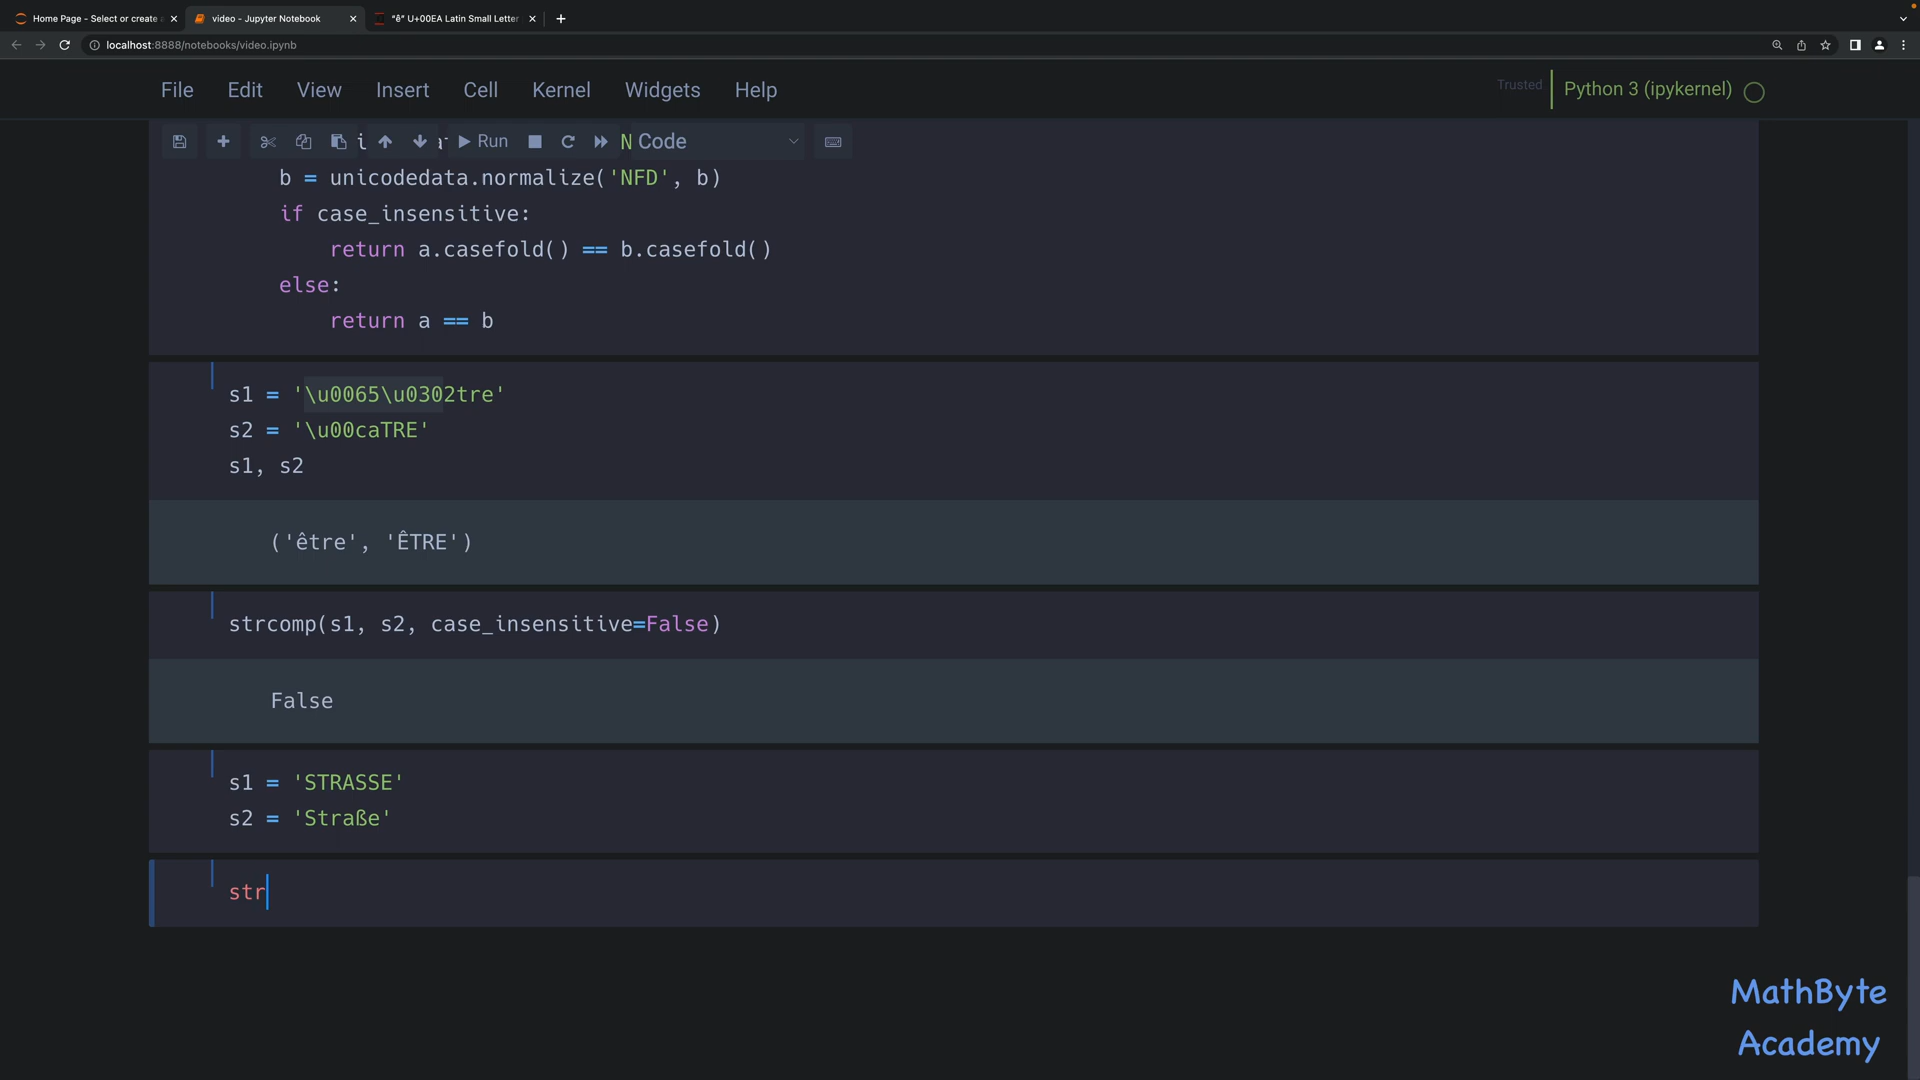 Home Page - Select or create a
video - Jupyter Notebook
"ê" U+00EA Latin Small Letter
localhost:8888/notebooks/video.ipynb
File Edit View Insert Cell Kernel Widgets Help
Trusted
Python 3 (ipykernel)
Run
Code
b = unicodedata.normalize('NFD', b)
if case_insensitive:
return a.casefold() == b.casefold()
else:
return a == b
s1 = '\u0065\u0302tre'
s2 = '\u00caTRE'
s1, s2
('être', 'ÊTRE')
strcomp(s1, s2, case_insensitive=False)
False
s1 = 'STRASSE'
s2 = 'Straße'
str
MathByte
Academy